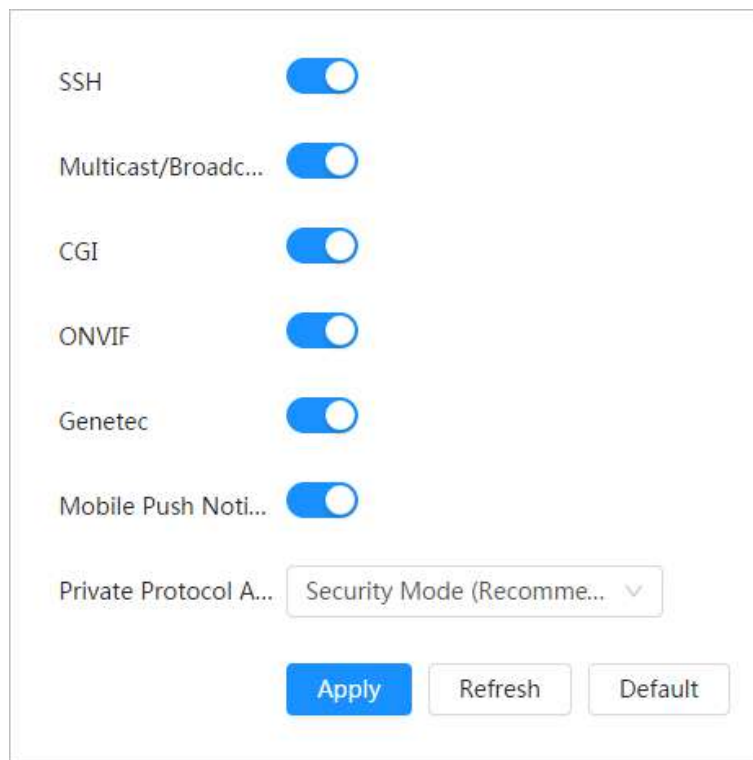 SSH
Multicast/Broadc...
CGI
ONVIF
Genetec
Mobile Push Noti...
Private Protocol A... Security Mode (Recomme...
Apply Refresh Default